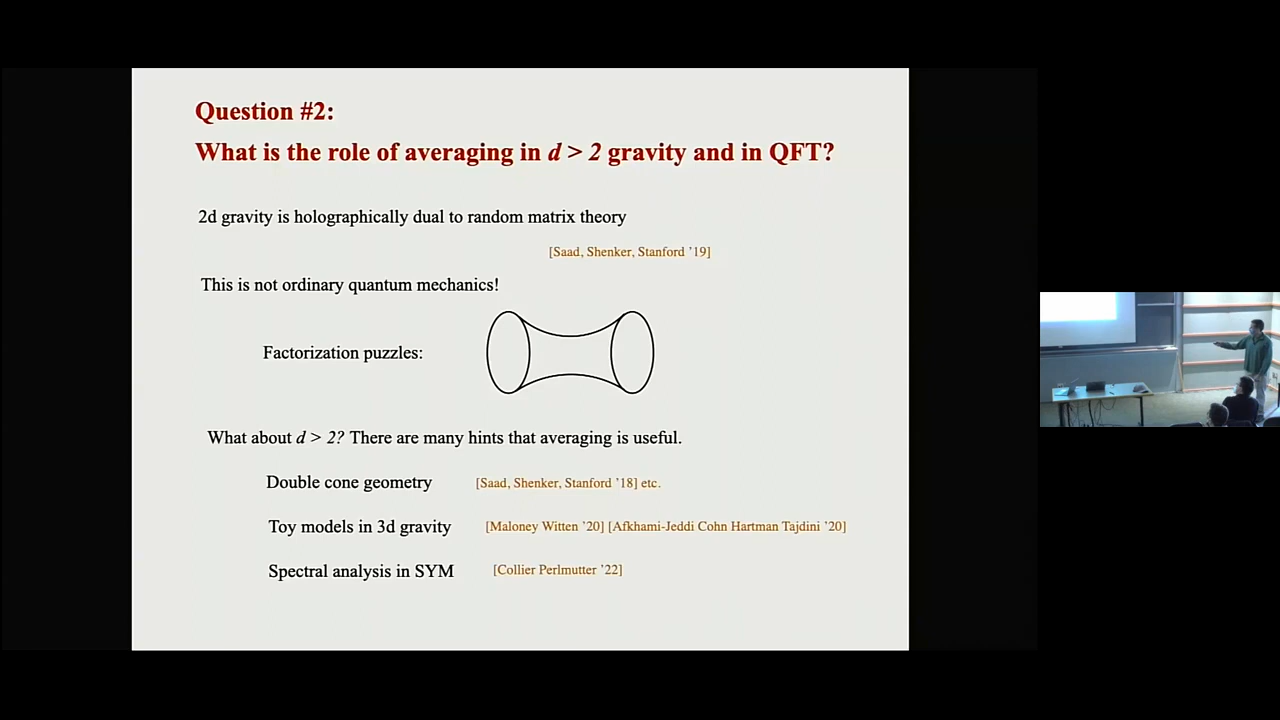 Question #2:
What is the role of averaging in d > 2 gravity and in QFT?
2d gravity is holographically dual to random matrix theory
[Saad, Shenker, Stanford ’19]
This is not ordinary quantum mechanics!
Factorization puzzles:
What about d > 2? There are many hints that averaging is useful.
Double cone geometry [Saad, Shenker, Stanford ’18] etc.
Toy models in 3d gravity [Maloney Witten ’20] [Afkhami-Jeddi Cohn Hartman Tajdini ’20]
Spectral analysis in SYM [Collier Perlmutter ’22]